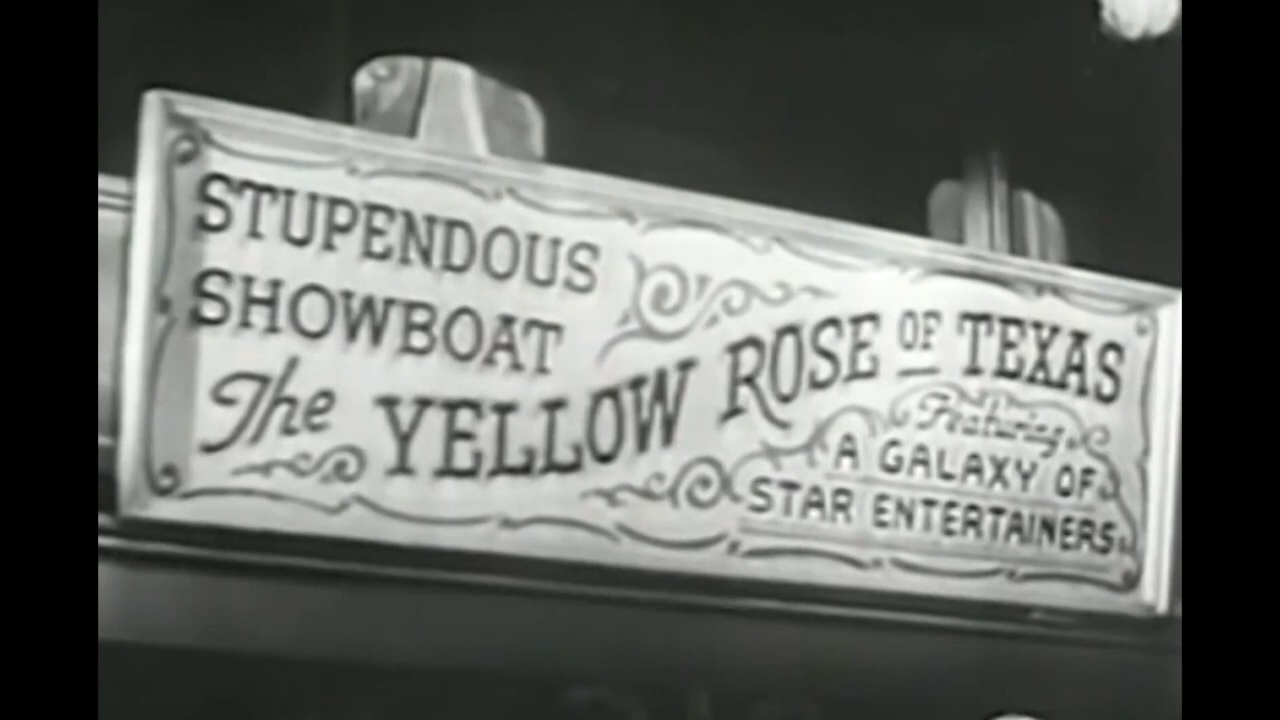 STUPENDOUS
SHOWBOAT
The YELLOW ROSE OF TEXAS
Featuring
A GALAXY OF
STAR ENTERTAINERS